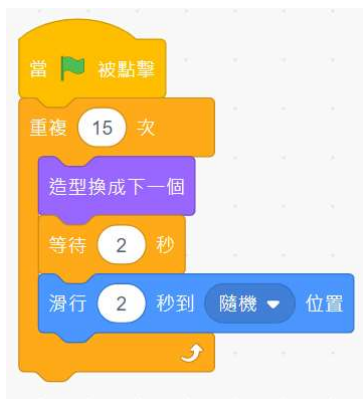 當 被點擊
重複 15 次
造型換成下一個
等待 2 秒
滑行 2 秒到 隨機 位置